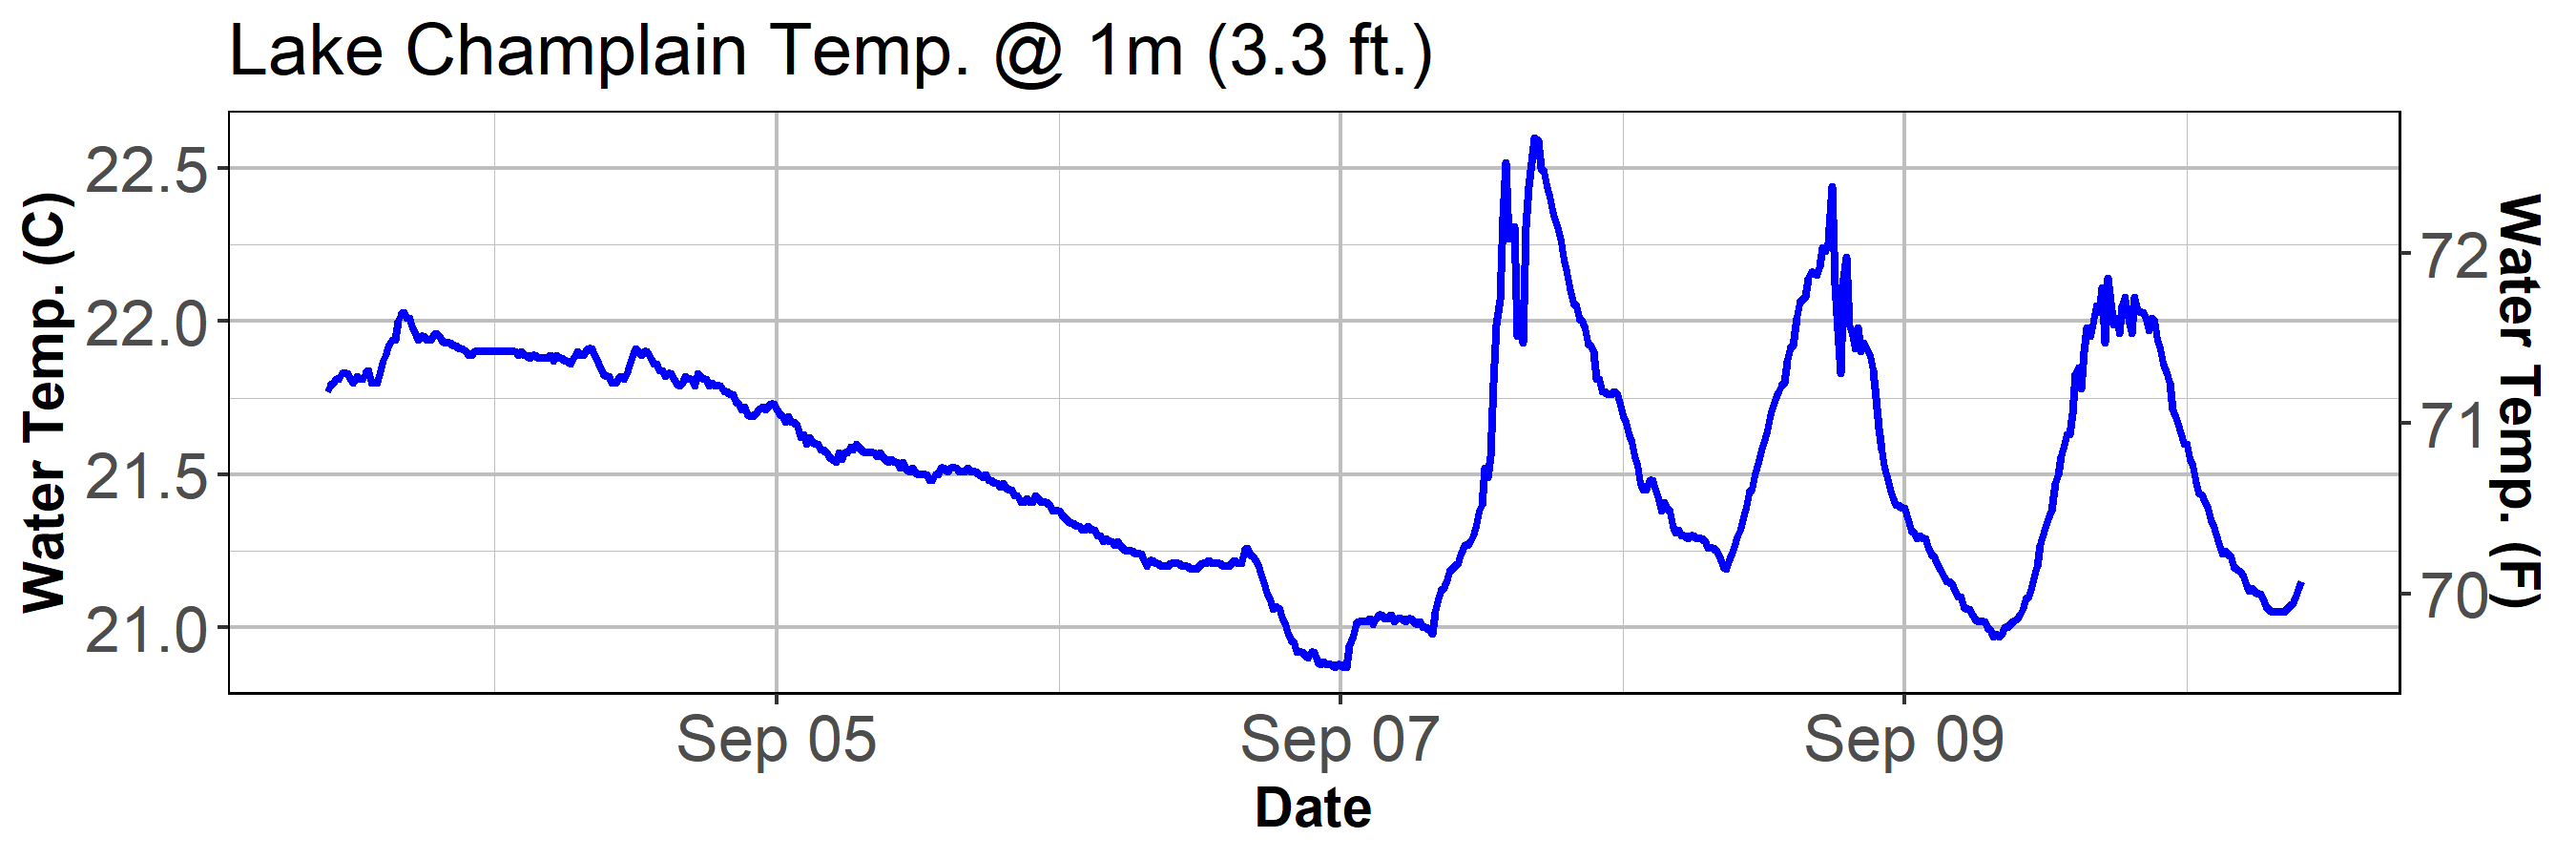 Lake Champlain Temp. @ 1m (3.3 ft.)
Water Temp. (C)
22.5
22.0
21.5
21.0
72
71
70
Water Temp. (F)
Sep 05
Sep 07
Sep 09
Date